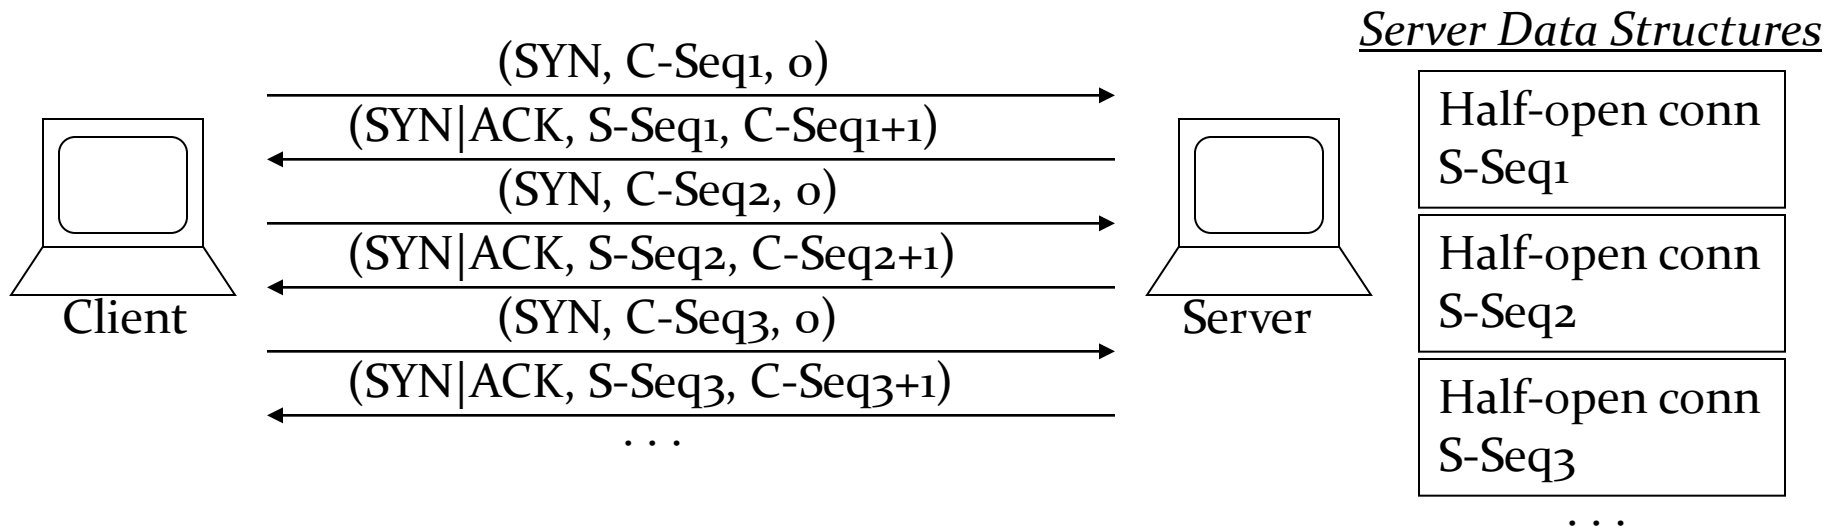 Server Data Structures
(SYN, C-Seq1, 0)
(SYN|ACK, S-Seq1, C-Seq1+1)
(SYN, C-Seq2, 0)
(SYN|ACK, S-Seq2, C-Seq2+1)
(SYN, C-Seq3, 0)
(SYN|ACK, S-Seq3, C-Seq3+1)
. . .
Client
Server
Half-open conn
S-Seq1
Half-open conn
S-Seq2
Half-open conn
S-Seq3
. . .